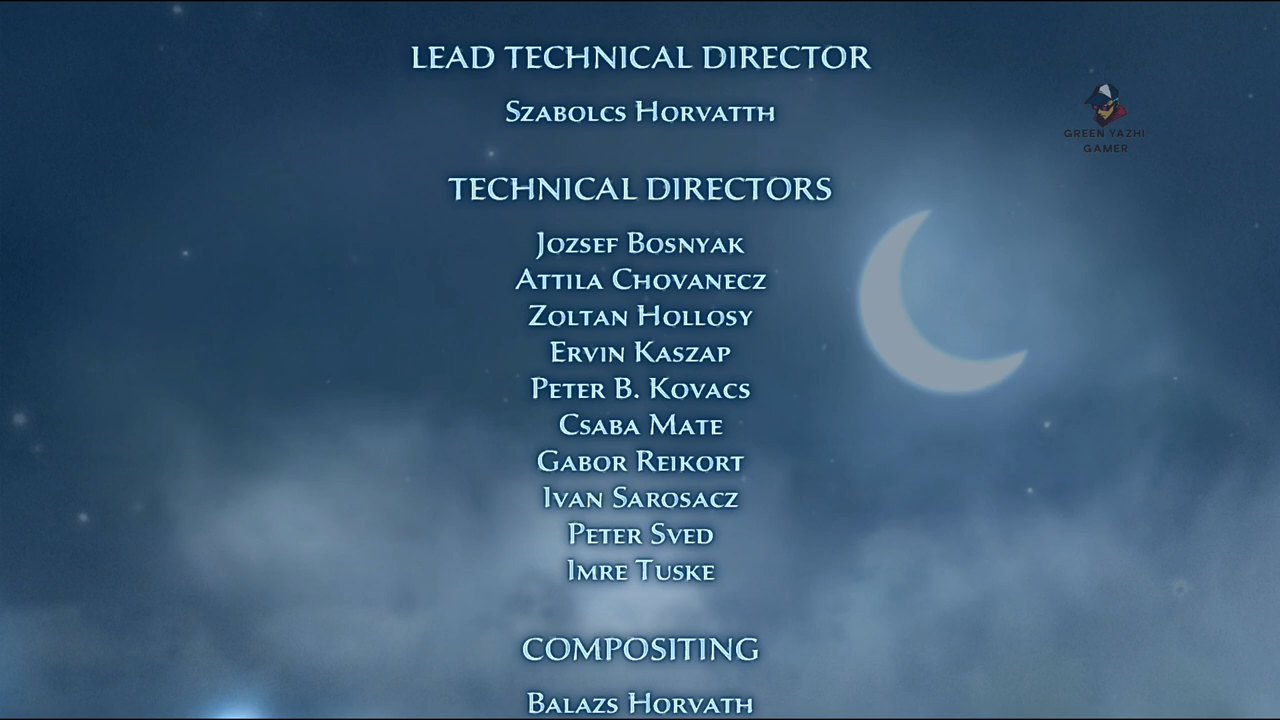 LEAD TECHNICAL DIRECTOR
SZABOLCS HORVATTH
GREEN YAZHI
GAMER
TECHNICAL DIRECTORS
JOZSEF BOSNYAK
ATTILA CHOVANECZ
ZOLTAN HOLLOSY
ERVIN KASZAP
PETER B. KOVACS
CSABA MATE
GABOR REIKORT
IVAN SAROSACZ
PETER SVED
IMRE TUSKE
COMPOSITING
BALAZS HORVATH